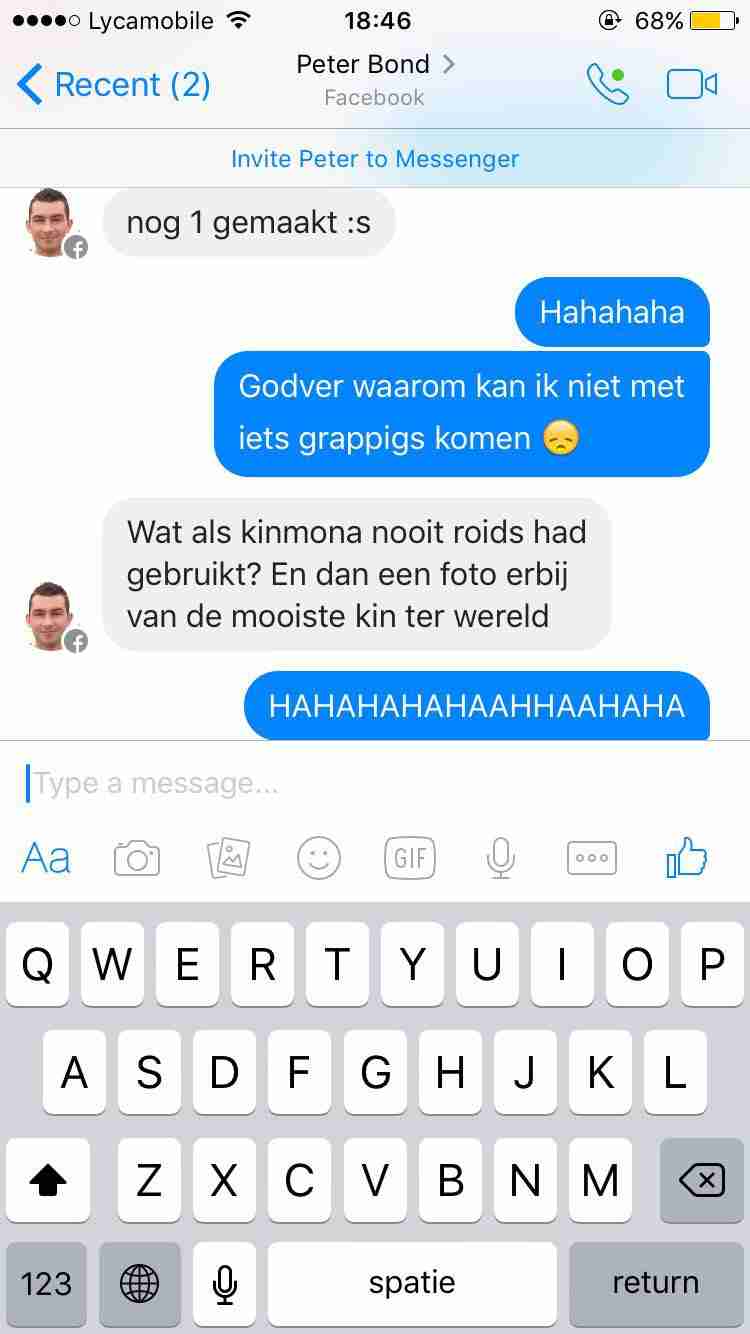 Lycamobile 18:46 68%
Recent (2) Peter Bond
Facebook
Invite Peter to Messenger
nog 1 gemaakt :s
Hahahaha
Godver waarom kan ik niet met
iets grappigs komen 😞
Wat als kinmona nooit roids had
gebruikt? En dan een foto erbij
van de mooiste kin ter wereld
HAHAHAHAHAAHHAAHAHA
Type a message...
Aa GIF
Q W E R T Y U I O P
A S D F G H J K L
Z X C V B N M
123 spatie return